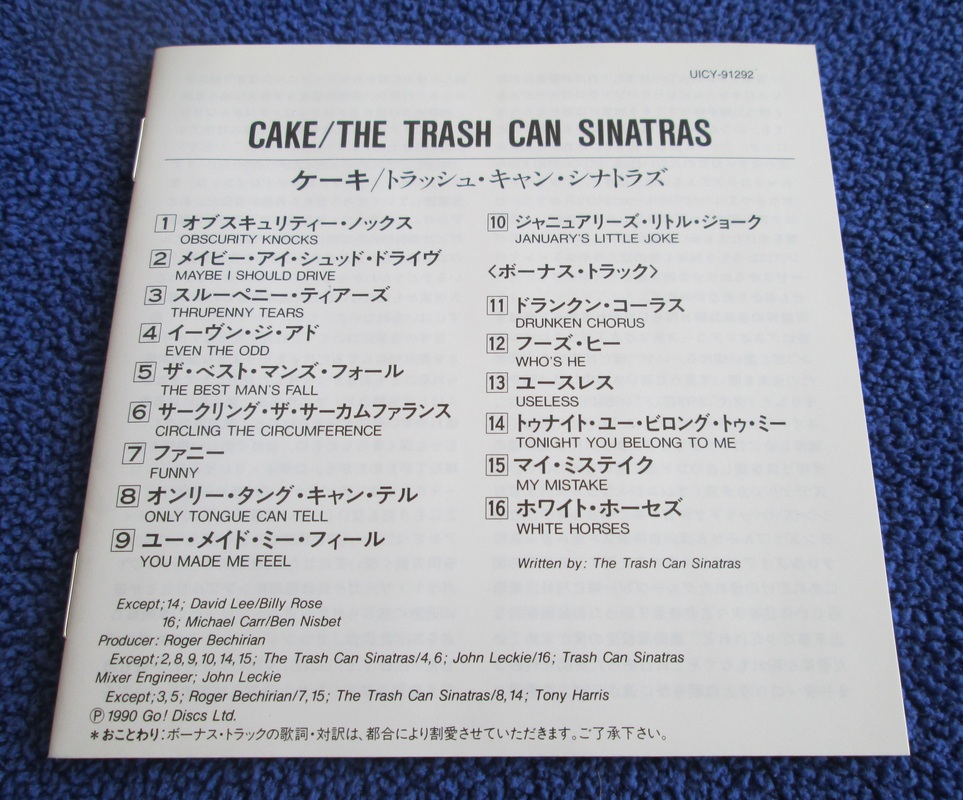 UICY-91292
CAKE/THE TRASH CAN SINATRAS
ケーキ/トラッシュ・キャン・シナトラズ
1 オブスキュリティー・ノックス
OBSCURITY KNOCKS
2 メイビー・アイ・シュッド・ドライヴ
MAYBE I SHOULD DRIVE
3 スルーペニー・ティアーズ
THRUPENNY TEARS
4 イーヴン・ジ・アド
EVEN THE ODD
5 ザ・ベスト・マンズ・フォール
THE BEST MAN'S FALL
6 サークリング・ザ・サーカムファランス
CIRCLING THE CIRCUMFERENCE
7 ファニー
FUNNY
8 オンリー・タング・キャン・テル
ONLY TONGUE CAN TELL
9 ユー・メイド・ミー・フィール
YOU MADE ME FEEL
10 ジャニュアリーズ・リトル・ジョーク
JANUARY'S LITTLE JOKE
〈ボーナス・トラック〉
11 ドランクン・コーラス
DRUNKEN CHORUS
12 フーズ・ヒー
WHO'S HE
13 ユースレス
USELESS
14 トゥナイト・ユー・ビロング・トゥ・ミー
TONIGHT YOU BELONG TO ME
15 マイ・ミステイク
MY MISTAKE
16 ホワイト・ホーセズ
WHITE HORSES
Written by: The Trash Can Sinatras
Except;14; David Lee/Billy Rose
16; Michael Carr/Ben Nisbet
Producer: Roger Bechirian
Except;2,8,9,10,14,15; The Trash Can Sinatras/4,6; John Leckie/16; Trash Can Sinatras
Mixer Engineer; John Leckie
Except;3,5; Roger Bechirian/7,15; The Trash Can Sinatras/8,14; Tony Harris
Ⓟ1990 Go! Discs Ltd.
*おことわり:ボーナス・トラックの歌詞・対訳は、都合により割愛させていただきます。ご了承下さい。